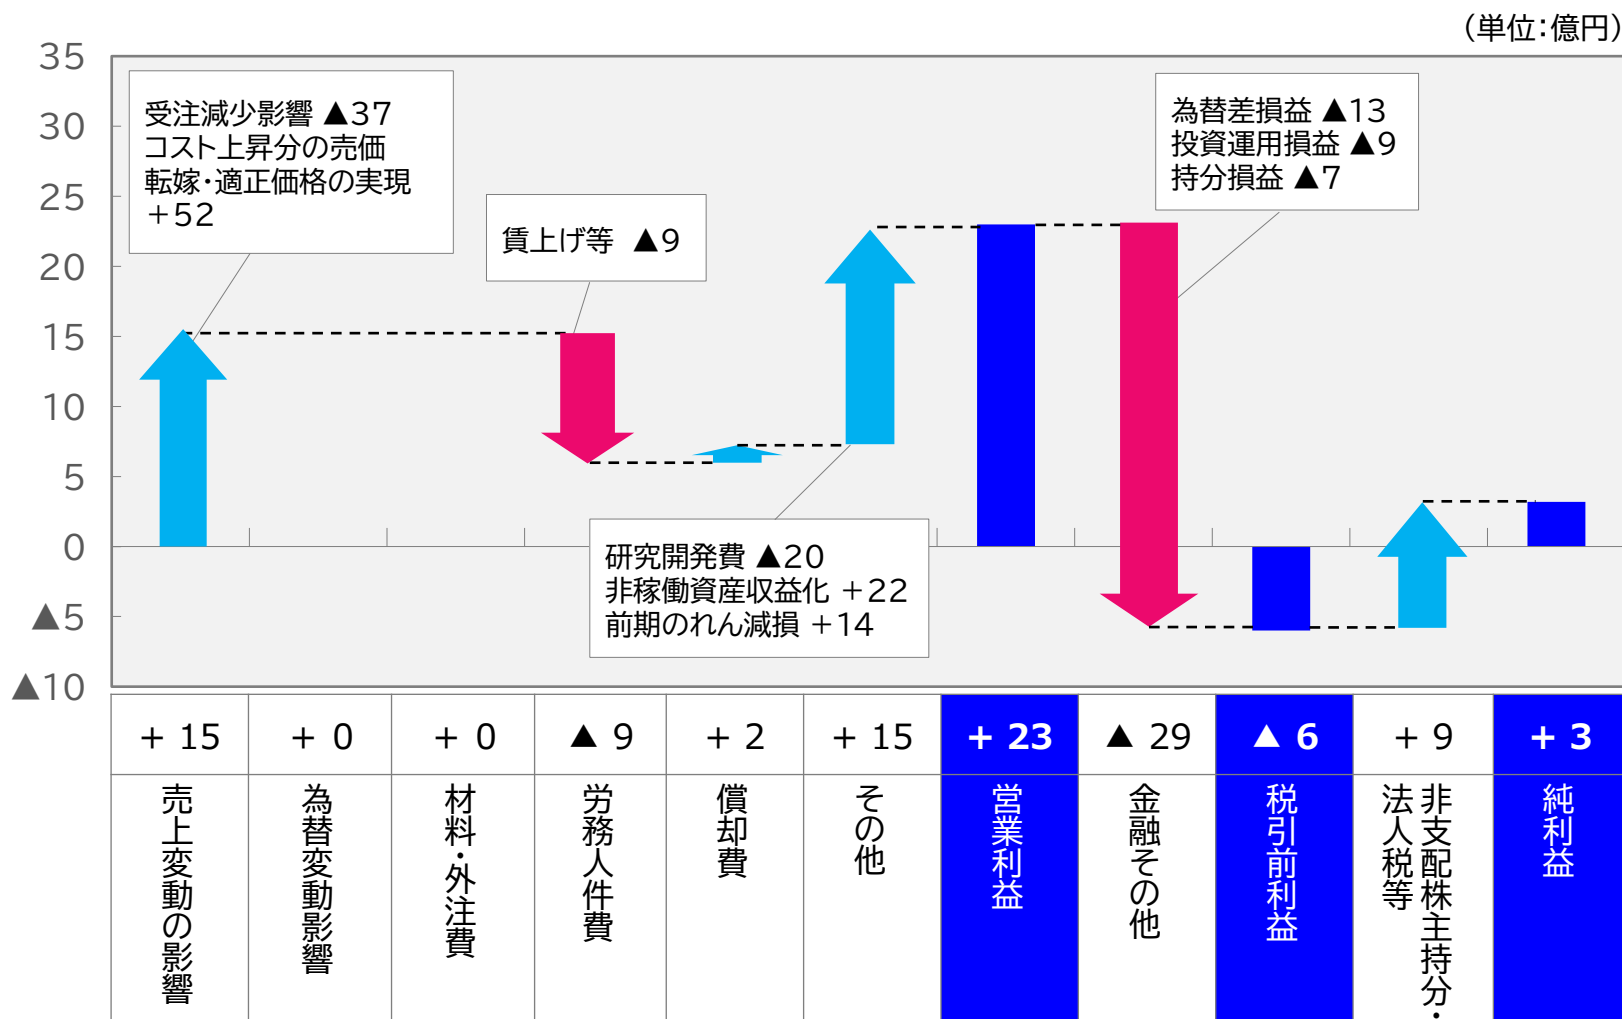 (単位：億円)
35
30
25
20
15
10
5
0
▲5
▲10
受注減少影響 ▲37
コスト上昇分の売価
転嫁・適正価格の実現
＋52
賃上げ等 ▲9
研究開発費 ▲20
非稼働資産収益化 ＋22
前期のれん減損 ＋14
為替差損益 ▲13
投資運用損益 ▲9
持分損益 ▲7
+ 15
+ 0
+ 0
▲ 9
+ 2
+ 15
+ 23
▲ 29
▲ 6
+ 9
+ 3
売上変動の影響
為替変動影響
材料・外注費
労務人件費
償却費
その他
営業利益
金融その他
税引前利益
非支配株主持分・
法人税等
純利益